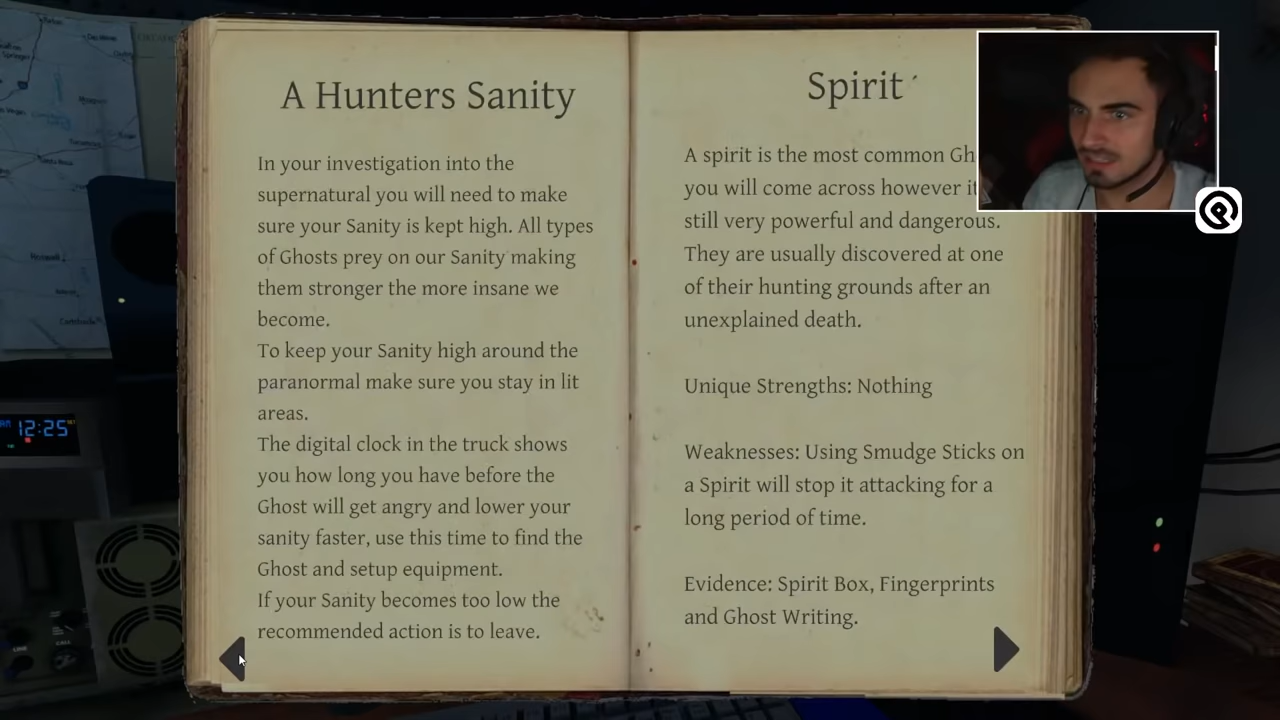 A Hunters Sanity
In your investigation into the
supernatural you will need to make
sure your Sanity is kept high. All types
of Ghosts prey on our Sanity making
them stronger the more insane we
become.
To keep your Sanity high around the
paranormal make sure you stay in lit
areas.
The digital clock in the truck shows
you how long you have before the
Ghost will get angry and lower your
sanity faster, use this time to find the
Ghost and setup equipment.
If your Sanity becomes too low the
recommended action is to leave.
Spirit
A spirit is the most common
you will come across however
still very powerful and dangerous.
They are usually discovered at one
of their hunting grounds after an
unexplained death.
Unique Strengths: Nothing
Weaknesses: Using Smudge Sticks on
a Spirit will stop it attacking for a
long period of time.
Evidence: Spirit Box, Fingerprints
and Ghost Writing.
12:25